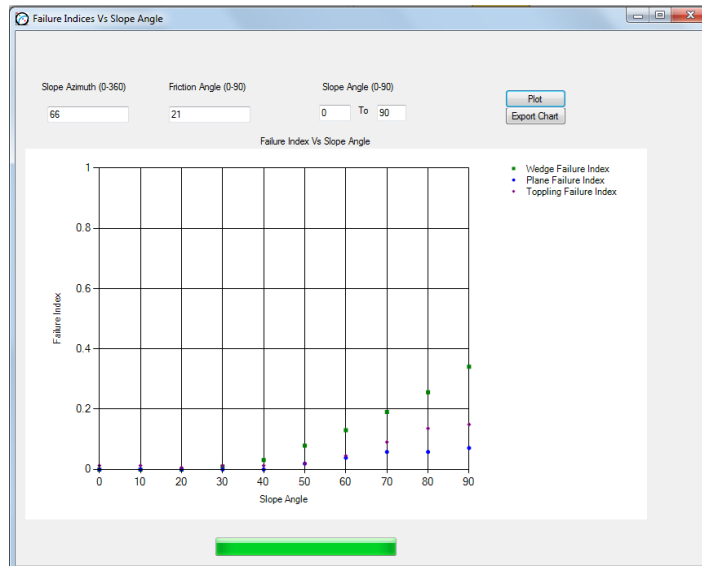 Failure Indices Vs Slope Angle
Slope Azimuth (0-360) Friction Angle (0-90) Slope Angle (0-90)
66 21 0 To 90
Plot
Export Chart
Failure Index Vs Slope Angle
Wedge Failure Index
Plane Failure Index
Toppling Failure Index
1
0.8
0.6
0.4
0.2
0
Failure Index
0 10 20 30 40 50 60 70 80 90
Slope Angle